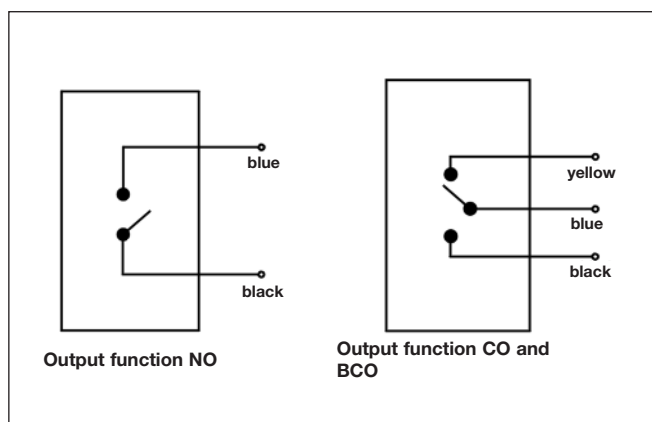 blue
black
Output function NO
yellow
blue
black
Output function CO and
BCO